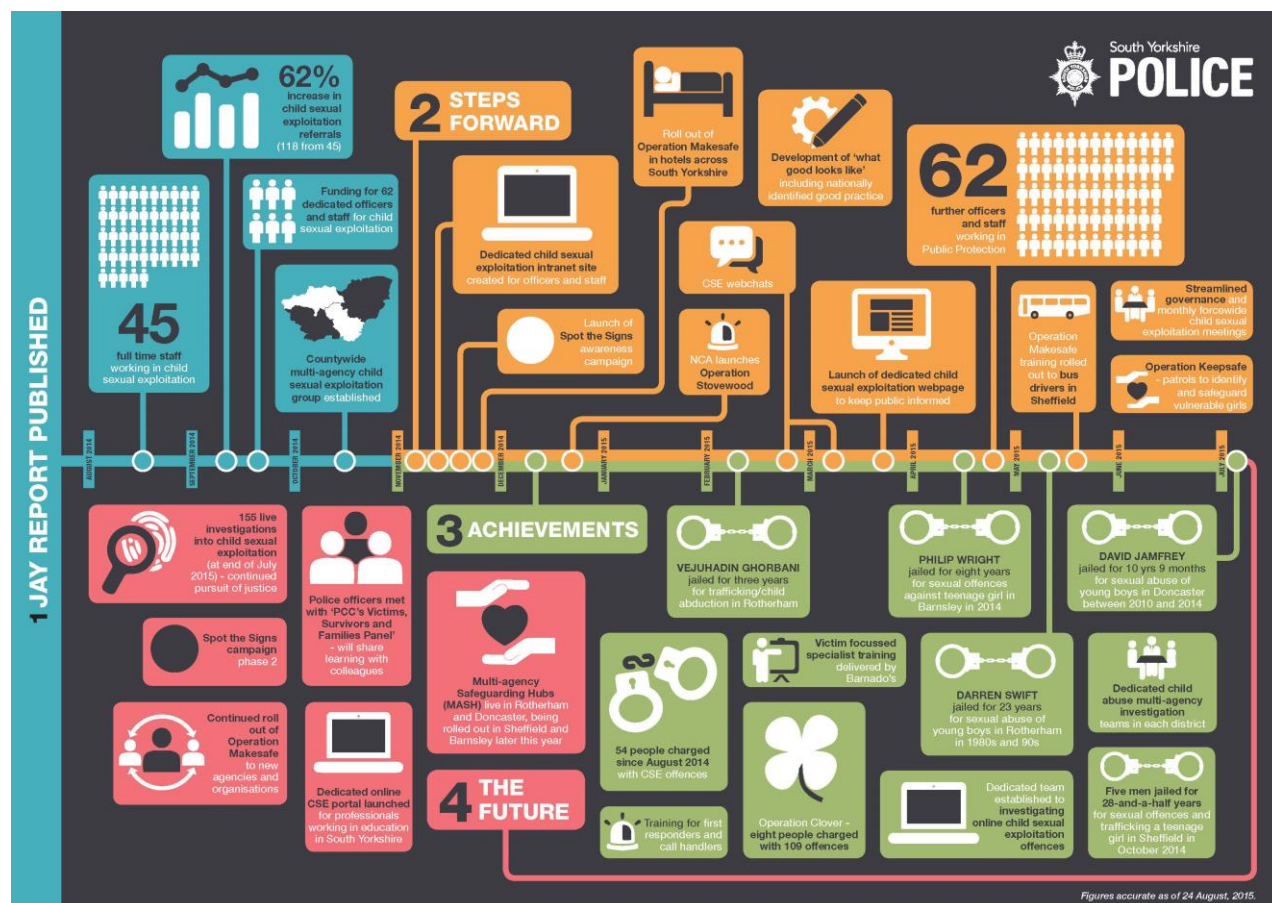 South Yorkshire
POLICE
1 JAY REPORT PUBLISHED
62%
increase in
child sexual
exploitation
referrals
(118 from 45)
45
full time staff
working in child
sexual exploitation
Funding for 62
dedicated officers
and staff for child
sexual exploitation
Countywide
multi-agency child
sexual exploitation
group established
2 STEPS
FORWARD
Dedicated child sexual
exploitation intranet site
created for officers and staff
Launch of
Spot the Signs
awareness
campaign
Roll out of
Operation Makesafe
in hotels across
South Yorkshire
NCA launches
Operation
Stovewood
Development of ‘what
good looks like’
including nationally
identified good practice
CSE webchats
Launch of dedicated child
sexual exploitation webpage
to keep public informed
62
further officers
and staff
working in
Public Protection
Operation
Makesafe
training rolled
out to bus
drivers in
Sheffield
Streamlined
governance and
monthly forcewide
child sexual
exploitation meetings
Operation Keepsafe
- patrols to identify
and safeguard
vulnerable girls
AUGUST 2014
SEPTEMBER 2014
OCTOBER 2014
NOVEMBER 2014
DECEMBER 2014
JANUARY 2015
FEBRUARY 2015
MARCH 2015
APRIL 2015
MAY 2015
JUNE 2015
JULY 2015
3 ACHIEVEMENTS
VEJUHADIN GHORBANI
jailed for three years
for trafficking/child
abduction in Rotherham
PHILIP WRIGHT
jailed for eight years
for sexual offences
against teenage girl in
Barnsley in 2014
DAVID JAMFREY
jailed for 10 yrs 9 months
for sexual abuse of
young boys in Doncaster
between 2010 and 2014
54 people charged
since August 2014
with CSE offences
Victim focussed
specialist training
delivered by
Barnado's
DARREN SWIFT
jailed for 23 years
for sexual abuse of
young boys in Rotherham
in 1980s and 90s
Dedicated child
abuse multi-agency
investigation
teams in each district
Training for first
responders and
call handlers
Operation Clover -
eight people charged
with 109 offences
Dedicated team
established to
investigating
online child sexual
exploitation
offences
Five men jailed for
28-and-a-half years
for sexual offences and
trafficking a teenage
girl in Sheffield in
October 2014
155 live
investigations
into child sexual
exploitation
(at end of July
2015) - continued
pursuit of justice
Spot the Signs
campaign
phase 2
Continued roll
out of
Operation
Makesafe
to new
agencies and
organisations
Police officers met
with ‘PCC’s Victims,
Survivors and
Families Panel’
- will share
learning with
colleagues
Dedicated online
CSE portal launched
for professionals
working in education
in South Yorkshire
Multi-agency
Safeguarding Hubs
(MASH) live in Rotherham
and Doncaster, being
rolled out in Sheffield and
Barnsley later this year
4 THE
FUTURE
Figures accurate as of 24 August, 2015.